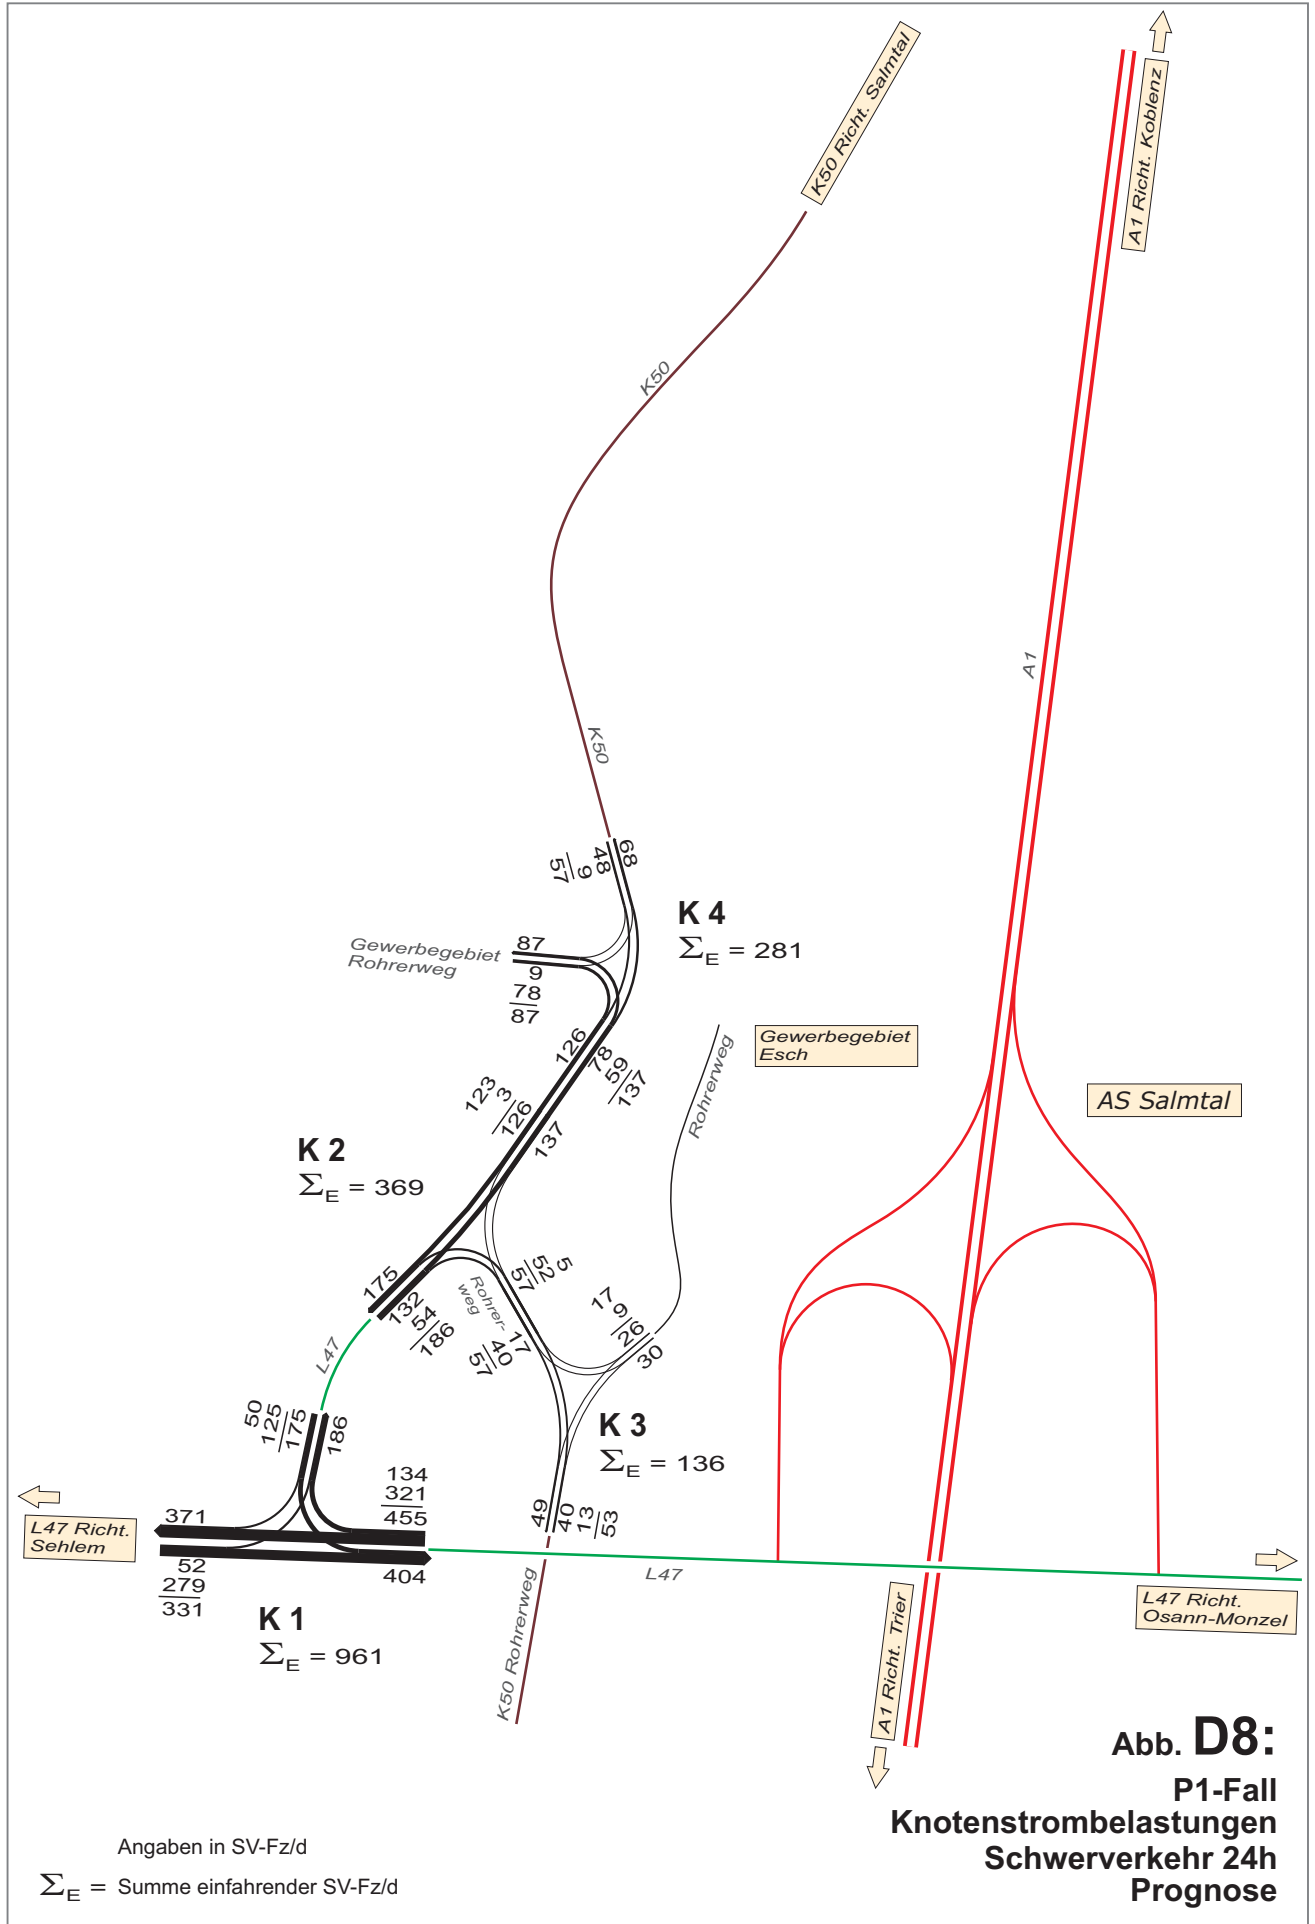 K50 Richt. Salmtal
A1 Richt. Koblenz
K50
A1
K50
68
48
9
57
K 4
ΣE = 281
Gewerbegebiet
Rohrerweg
87
9
78
87
126
78
59
137
Gewerbegebiet
Esch
Rohrerweg
AS Salmtal
123
3
126
137
K 2
ΣE = 369
175
132
54
186
Rohrer-
weg
5
52
57
17
40
57
17
9
26
30
L47
K 3
ΣE = 136
50
125
175
186
134
321
455
49
40
13
53
371
L47 Richt.
Sehlem
52
279
331
404
L47
K 1
ΣE = 961
K50 Rohrerweg
A1 Richt. Trier
L47 Richt.
Osann-Monzel
Abb. D8:
P1-Fall
Knotenstrombelastungen
Schwerverkehr 24h
Prognose
Angaben in SV-Fz/d
ΣE = Summe einfahrender SV-Fz/d